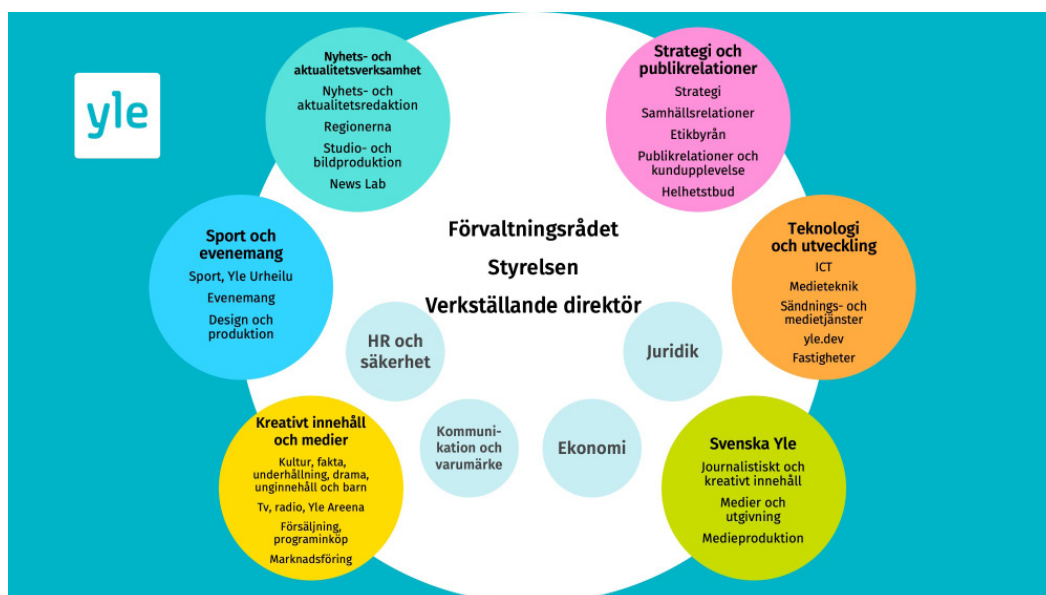 yle
Nyhets- och
aktualitetsverksamhet
Nyhets- och
aktualitetsredaktion
Regionerna
Studio- och
bildproduktion
News Lab
Strategi och
publikrelationer
Strategi
Samhällsrelationer
Etikbyrån
Publikrelationer och
kundupplevelse
Helhetstbud
Sport och
evenemang
Sport, Yle Urheilu
Evenemang
Design och
produktion
Förvaltningsrådet
Styrelsen
Verkställande direktör
Teknologi
och utveckling
ICT
Medieteknik
Sändnings- och
medietjänster
yle.dev
Fastigheter
HR och
säkerhet
Juridik
Kommuni-
kation och
varumärke
Ekonomi
Kreativt innehåll
och medier
Kultur, fakta,
underhållning, drama,
unginnehåll och barn
Tv, radio, Yle Areena
Försäljning,
programinköp
Marknadsföring
Svenska Yle
Journalistiskt och
kreativt innehåll
Medier och
utgivning
Medieproduktion